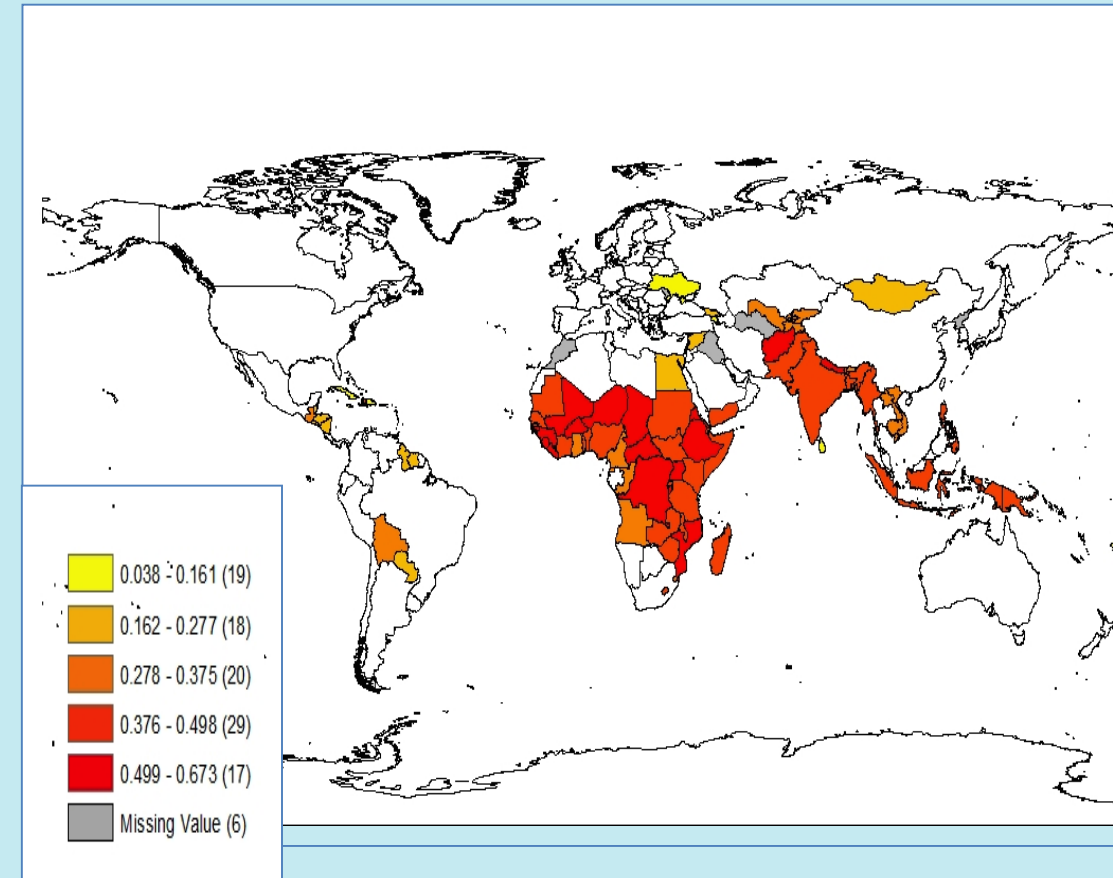 0.038 - 0.161 (19)
0.162 - 0.277 (18)
0.278 - 0.375 (20)
0.376 - 0.498 (29)
0.499 - 0.673 (17)
Missing Value (6)